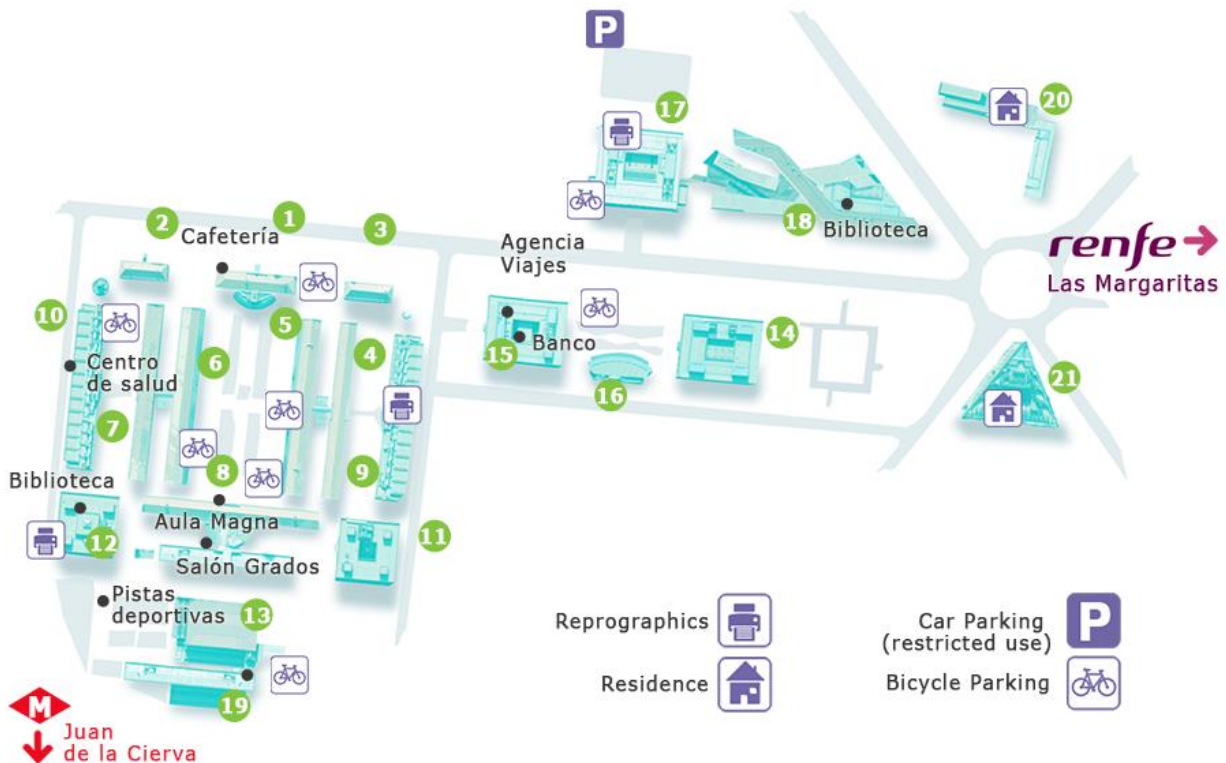 P
17
20
2
1
3
Cafetería
18
Biblioteca
renfe
Las Margaritas
Agencia
Viajes
10
5
4
6
15
Banco
14
Centro
de salud
16
21
7
8
9
Biblioteca
Aula Magna
12
11
Salón Grados
Pistas
deportivas
13
19
M
Juan
de la Cierva
Reprographics
Residence
Car Parking
(restricted use)
P
Bicycle Parking